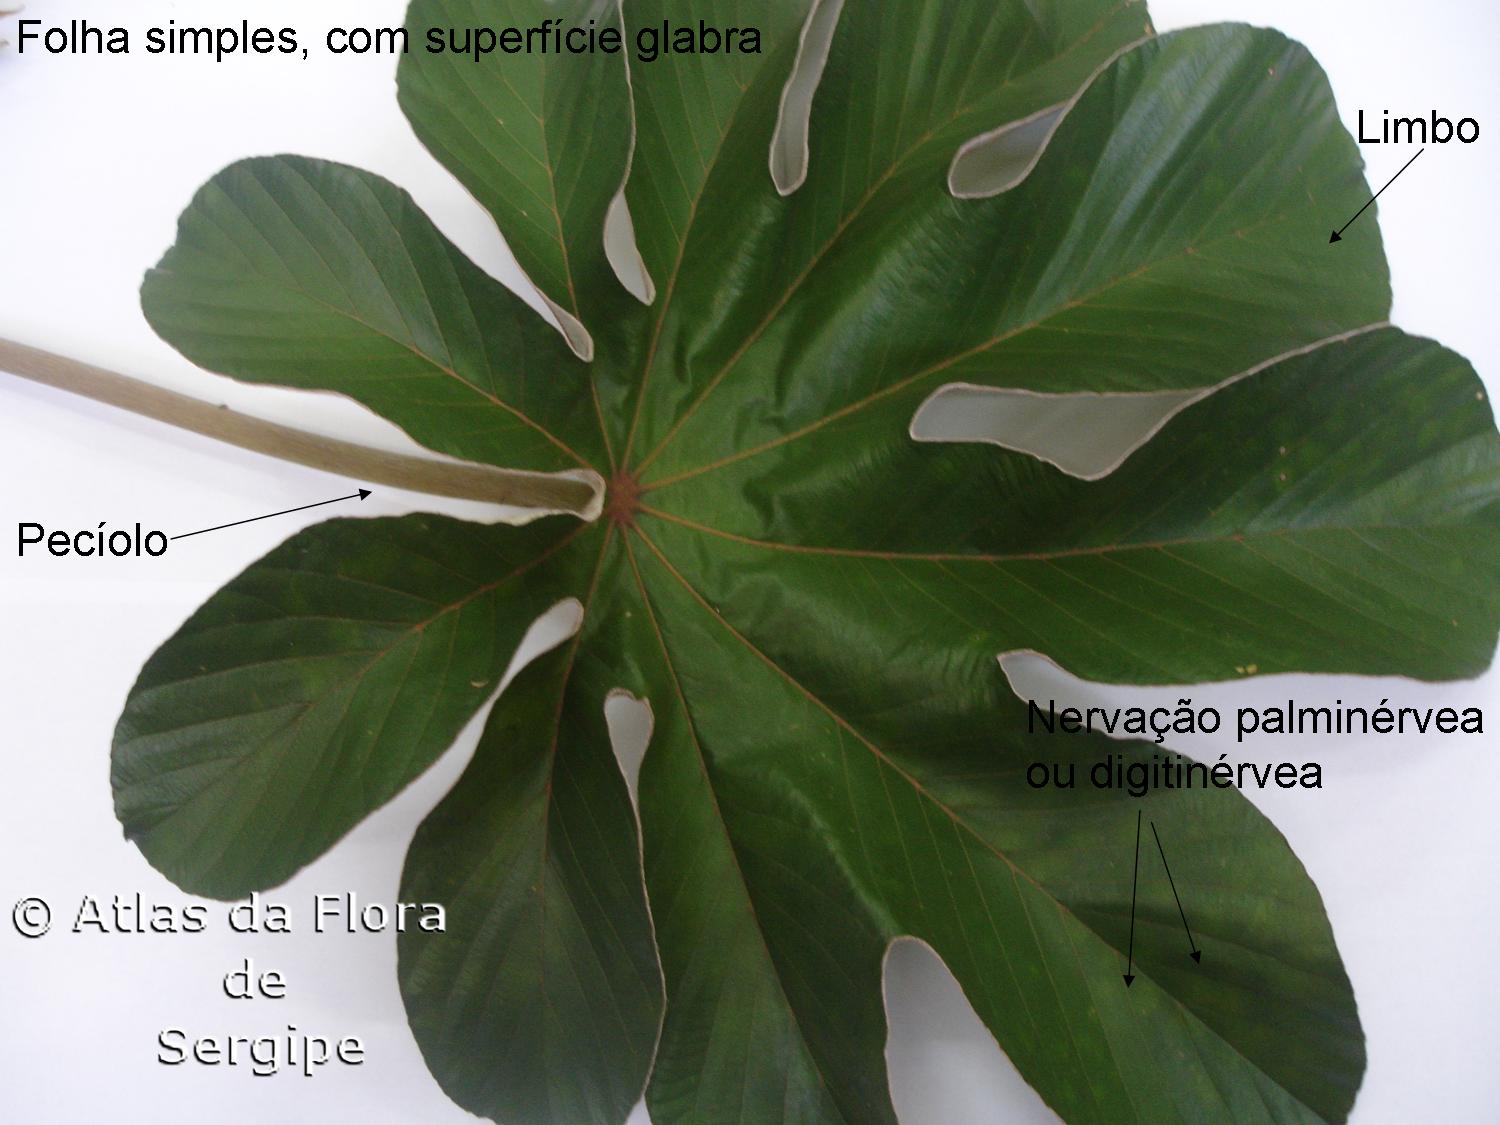 Folha simples, com superfície glabra
Limbo
Pecíolo
Nervação palminérvea
ou digitinérvea
© Atlas da Flora
de
Sergipe